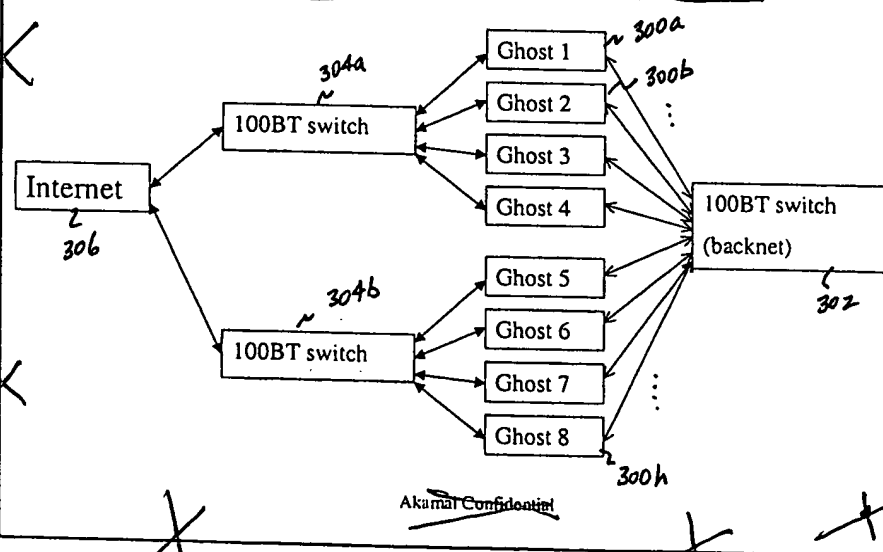 Ghost 1
300a
304a
Ghost 2
300b
100BT switch
Ghost 3
Internet
306
Ghost 4
100BT switch
(backnet)
302
Ghost 5
304b
Ghost 6
100BT switch
Ghost 7
Ghost 8
300h
Akamai Confidential